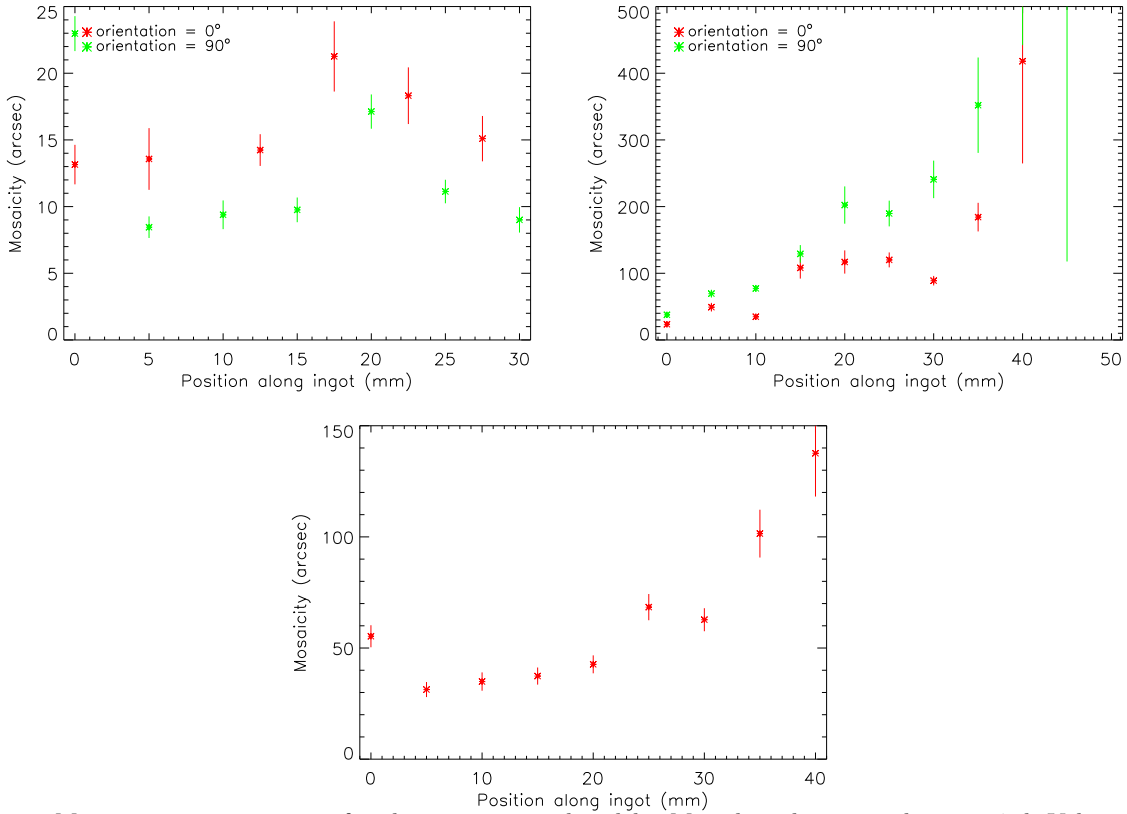 25
20
15
10
5
0
Mosaicity (arcsec)
orientation = 0°
orientation = 90°
0 5 10 15 20 25 30
Position along ingot (mm)
500
400
300
200
100
0
Mosaicity (arcsec)
orientation = 0°
orientation = 90°
0 10 20 30 40 50
Position along ingot (mm)
150
100
50
0
Mosaicity (arcsec)
0 10 20 30 40
Position along ingot (mm)